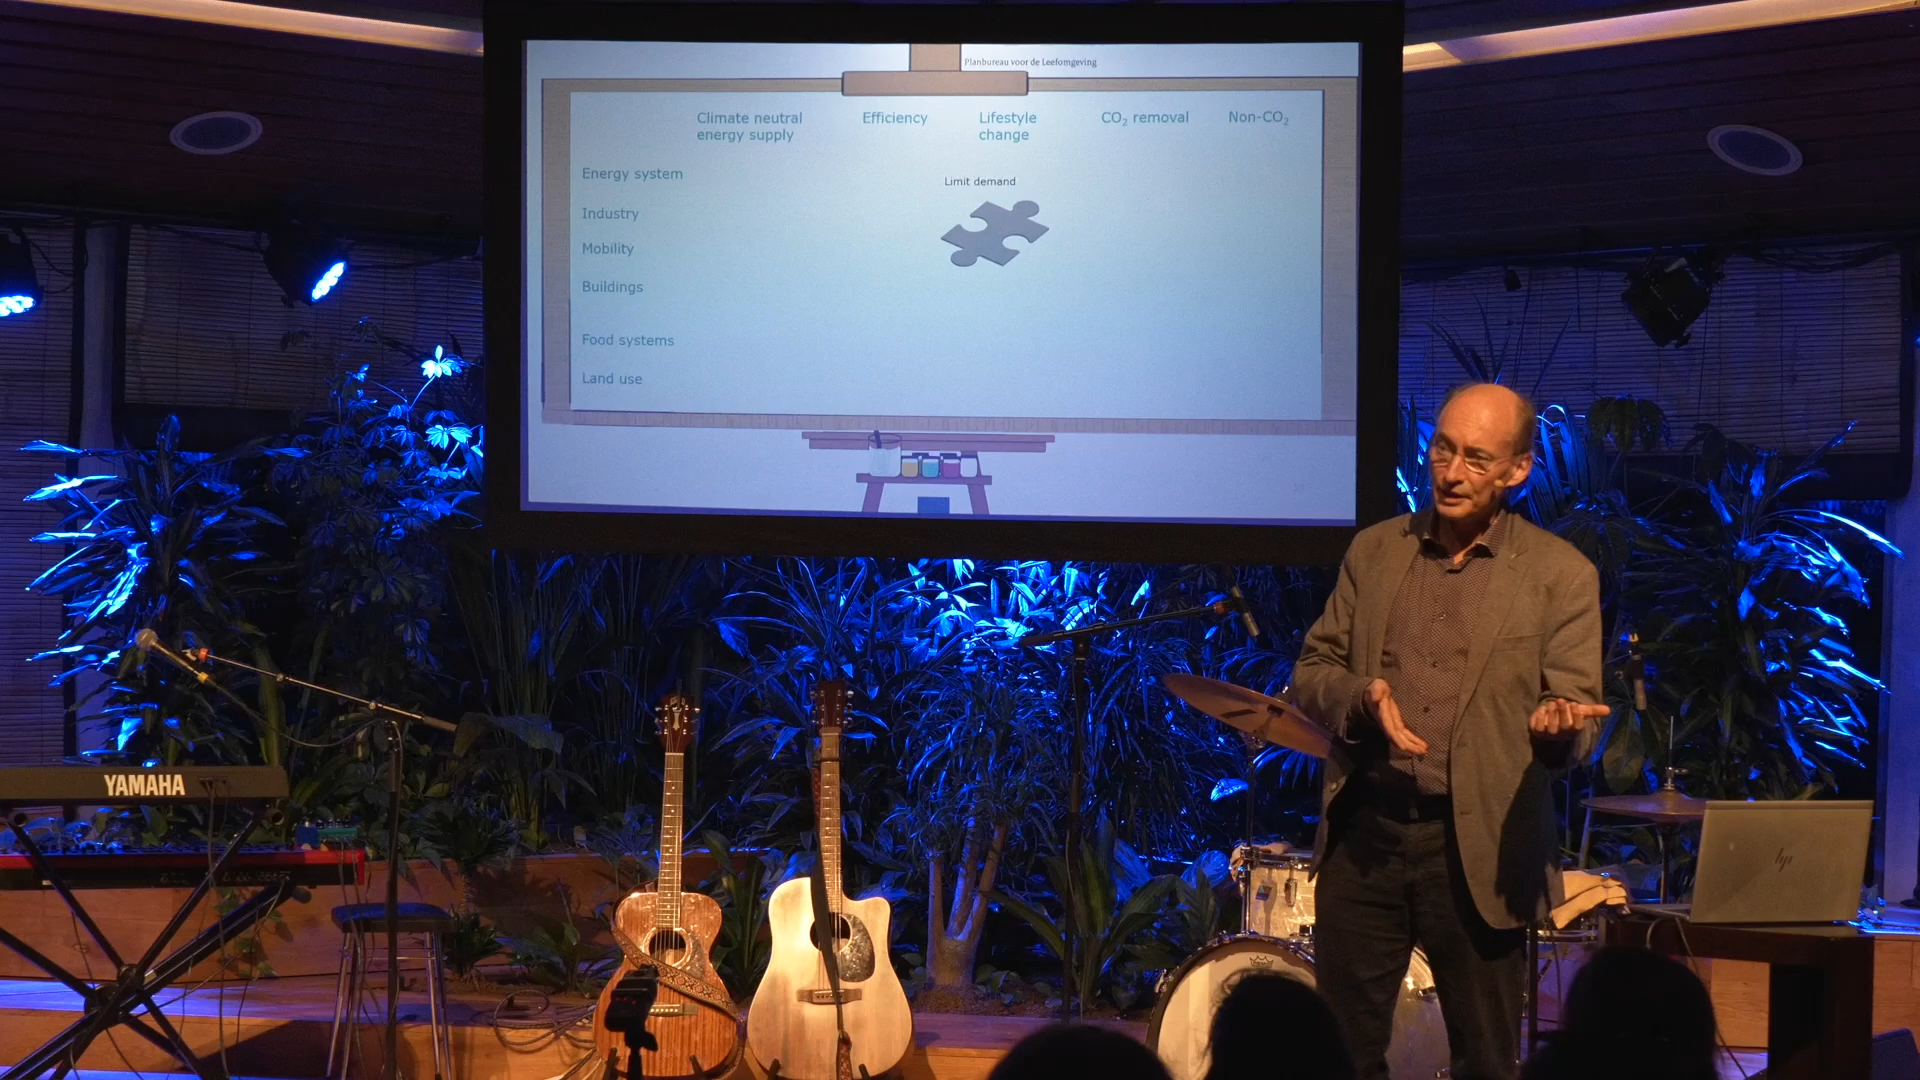 Planbureau voor de Leefomgeving
Climate neutral
energy supply
Efficiency
Lifestyle
change
CO₂ removal
Non-CO₂
Energy system
Limit demand
Industry
Mobility
Buildings
Food systems
Land use
YAMAHA
hp